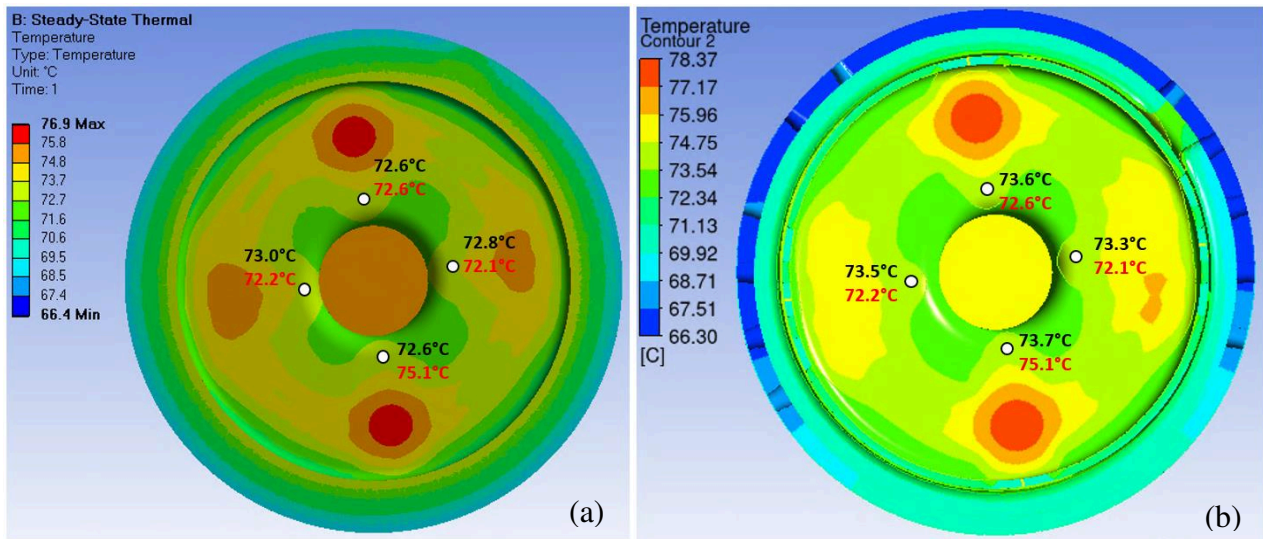 B: Steady-State Thermal
Temperature
Type: Temperature
Unit: °C
Time: 1
76.9 Max
75.8
74.8
73.7
72.7
71.6
70.6
69.5
68.5
67.4
66.4 Min
72.6°C
72.6°C
73.0°C
72.2°C
72.8°C
72.1°C
72.6°C
75.1°C
(a)
Temperature
Contour 2
78.37
77.17
75.96
74.75
73.54
72.34
71.13
69.92
68.71
67.51
66.30
[C]
73.6°C
72.6°C
73.5°C
72.2°C
73.3°C
72.1°C
73.7°C
75.1°C
(b)